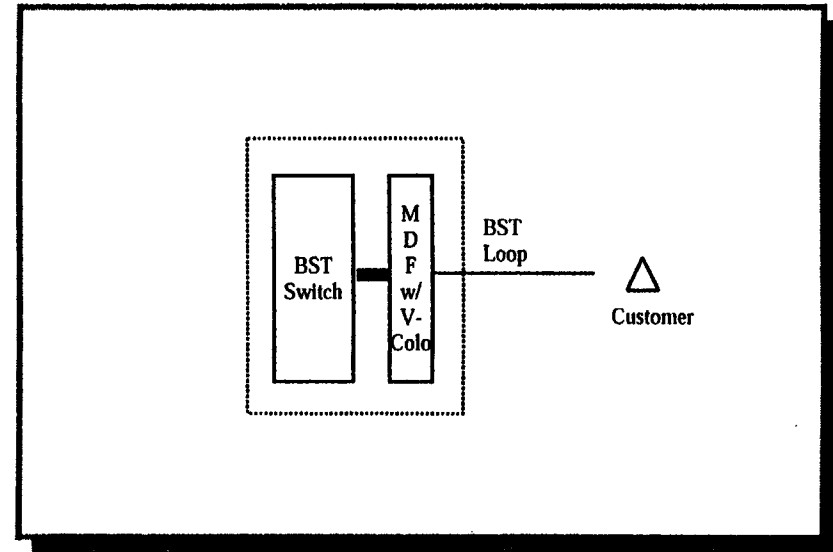 BST
Switch
M
D
F
w/
V-
Colo
BST
Loop
Customer